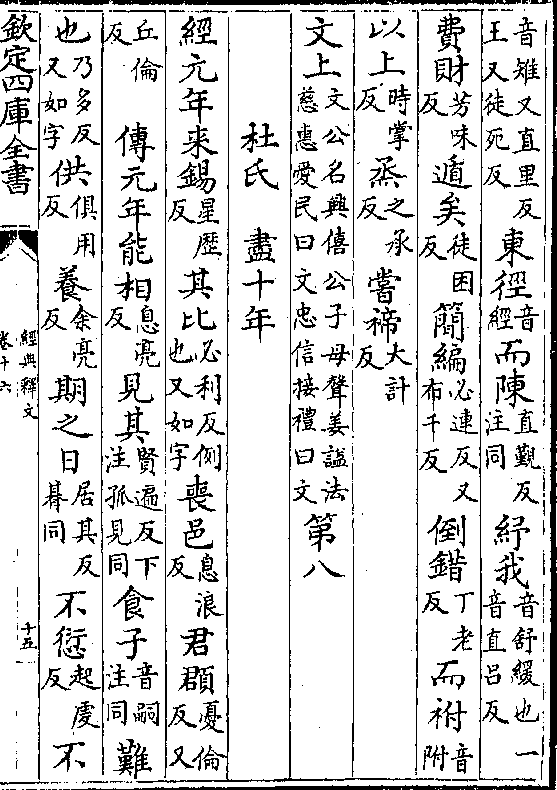 音雉又直里反王又徒死反東徑音經而陳直覲反注同紓我音舒緩也一音直呂反
費財芳味反遁矣徒困反簡編必連反又布千反倒錯丁老反而祔音附
以上時掌反烝之承反嘗禘大計反
文上文公名興僖公子母聲姜謚法慈惠愛民曰文忠信接禮曰文第八
杜氏 盡十年
經元年来錫星歷反其比必利反例也又如字喪邑息浪反君頵憂倫反又
丘倫反傳元年能相息亮反見其賢遍反下注孤見同食子音嗣注同難
也乃多反又如字供俱用反養余亮反期之日居其反朞同不愆起虔反不
欽定四庫全書
經典釋文
卷十六
十五